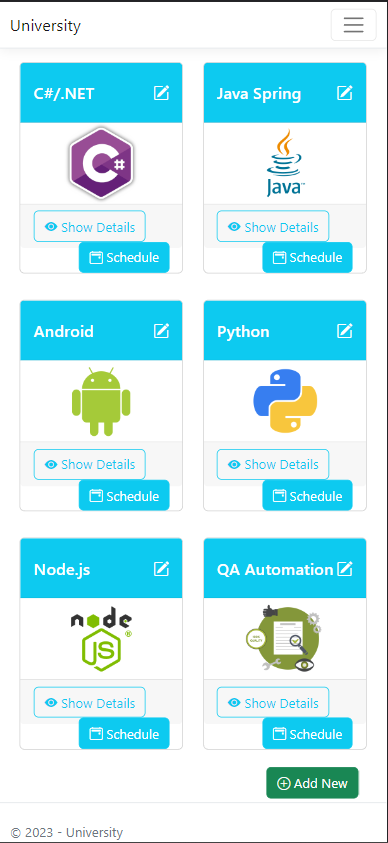 University
C#/.NET
Java Spring
C#
Java™
Show Details
Show Details
Schedule
Schedule
Android
Python
Show Details
Show Details
Schedule
Schedule
Node.js
QA Automation
node
JS®
Show Details
Show Details
Schedule
Schedule
Add New
© 2023 - University